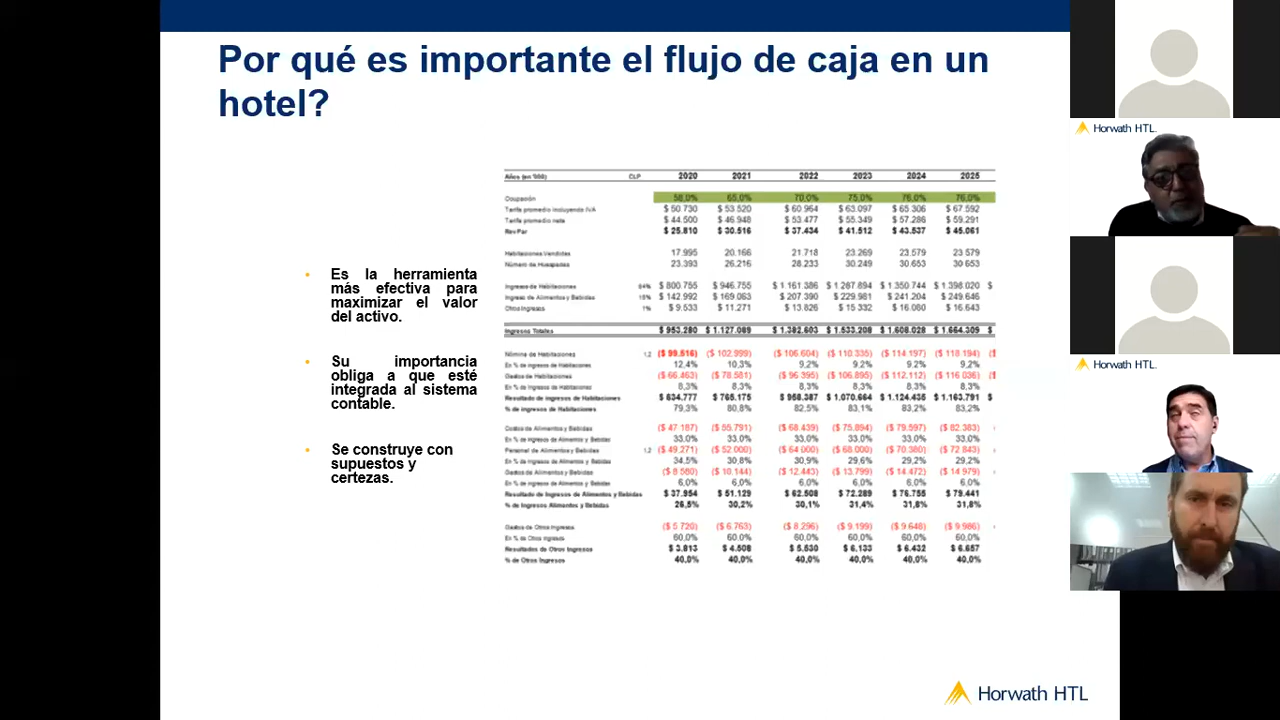 Por qué es importante el flujo de caja en un
hotel?
Es la herramienta
más efectiva para
maximizar el valor
del activo.
Su importancia
obliga a que esté
integrada al sistema
contable.
Se construye con
supuestos y
certezas.
Años (en '000) CLP 2020 2021 2022 2023 2024 2025
Ocupación 58,0% 65,0% 70,0% 75,0% 76,0% 76,0%
Tarifa promedio incluyendo IVA $ 50.730 $ 53.520 $ 60.964 $ 63.097 $ 65.306 $ 67.592
Tarifa promedio neta $ 44.500 $ 46.948 $ 53.477 $ 55.349 $ 57.286 $ 59.291
RevPar $ 25.810 $ 30.516 $ 37.434 $ 41.512 $ 43.537 $ 45.061
Habitaciones Vendidas 17.995 20.166 21.718 23.269 23.579 23.579
Número de Huéspedes 23.393 26.216 28.233 30.249 30.653 30.653
Ingresos de Habitaciones 84% $ 800.755 $ 946.755 $ 1.161.386 $ 1.287.894 $ 1.350.744 $ 1.398.020 $
Ingreso de Alimentos y Bebidas 15% $ 142.992 $ 169.063 $ 207.390 $ 229.981 $ 241.204 $ 249.646
Otros Ingresos 1% $ 9.533 $ 11.271 $ 13.826 $ 15.332 $ 16.080 $ 16.643
Ingresos Totales $ 953.280 $ 1.127.089 $ 1.382.603 $ 1.533.208 $ 1.608.028 $ 1.664.309 $
Nómina de Habitaciones 1,2 ($ 99.516) ($ 102.999) ($ 106.604) ($ 110.335) ($ 114.197) ($ 118.194) ($
En % de Ingresos de Habitaciones 12,4% 10,3% 9,2% 9,2% 9,2% 9,2%
Gastos de Habitaciones ($ 66.463) ($ 78.581) ($ 96.395) ($ 106.895) ($ 112.112) ($ 116.036) ($
En % de Ingresos de Habitaciones 8,3% 8,3% 8,3% 8,3% 8,3% 8,3%
Resultado de ingresos de Habitaciones $ 634.777 $ 765.175 $ 958.387 $ 1.070.664 $ 1.124.435 $ 1.163.791 $
% de ingresos de Habitaciones 79,3% 80,8% 82,5% 83,1% 83,2% 83,2%
Costos de Alimentos y Bebidas ($ 47.187) ($ 55.791) ($ 68.439) ($ 75.894) ($ 79.597) ($ 82.383)
En % de Ingresos de Alimentos y Bebidas 33,0% 33,0% 33,0% 33,0% 33,0% 33,0%
Personal de Alimentos y Bebidas 1,2 ($ 49.271) ($ 52.000) ($ 64.000) ($ 68.000) ($ 70.380) ($ 72.843)
En % de Ingresos de Alimentos y Bebidas 34,5% 30,8% 30,9% 29,6% 29,2% 29,2%
Gastos de Alimentos y Bebidas ($ 8.580) ($ 10.144) ($ 12.443) ($ 13.799) ($ 14.472) ($ 14.979)
En % de Ingresos de Alimentos y Bebidas 6,0% 6,0% 6,0% 6,0% 6,0% 6,0%
Resultado de Ingresos de Alimentos y Bebidas $ 37.954 $ 51.129 $ 62.508 $ 72.289 $ 76.755 $ 79.441
% de Ingresos Alimentos y Bebidas 26,5% 30,2% 30,1% 31,4% 31,8% 31,8%
Gastos de Otros Ingresos ($ 5.720) ($ 6.763) ($ 8.296) ($ 9.199) ($ 9.648) ($ 9.986)
En % de Otros Ingresos 60,0% 60,0% 60,0% 60,0% 60,0% 60,0%
Resultados de Otros Ingresos $ 3.813 $ 4.508 $ 5.530 $ 6.133 $ 6.432 $ 6.657
% de Otros Ingresos 40,0% 40,0% 40,0% 40,0% 40,0% 40,0%
Horwath HTL
Horwath HTL.
Horwath HTL.